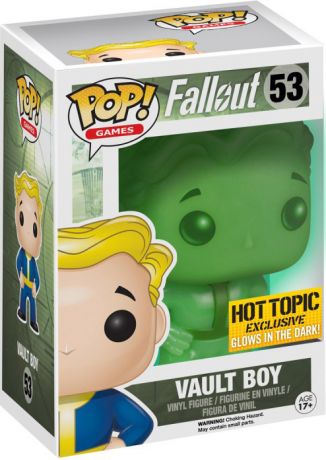 POP!
GAMES
Fallout
53
HOT TOPIC
EXCLUSIVE
GLOWS IN THE DARK!
VAULT BOY
VINYL FIGURE / FIGURINE EN VINYLE /
FIGURA DE VINIL
WARNING: CHOKING HAZARD.
May contain small parts.
AGE
17+
VAULT BOY
53